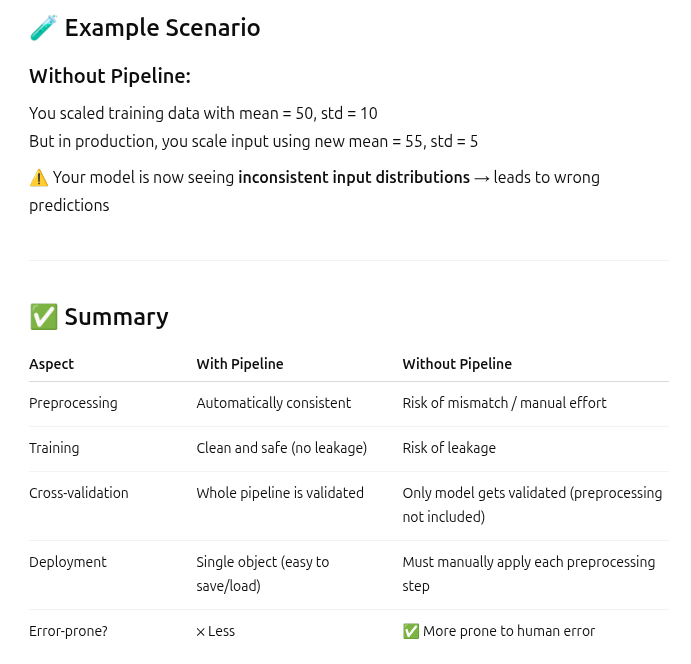 🧪 Example Scenario
Without Pipeline:
You scaled training data with mean = 50, std = 10
But in production, you scale input using new mean = 55, std = 5
⚠️ Your model is now seeing inconsistent input distributions → leads to wrong
predictions
✅ Summary
Aspect With Pipeline Without Pipeline
Preprocessing Automatically consistent Risk of mismatch / manual effort
Training Clean and safe (no leakage) Risk of leakage
Cross-validation Whole pipeline is validated Only model gets validated (preprocessing
not included)
Deployment Single object (easy to Must manually apply each preprocessing
save/load) step
Error-prone? × Less ✅ More prone to human error